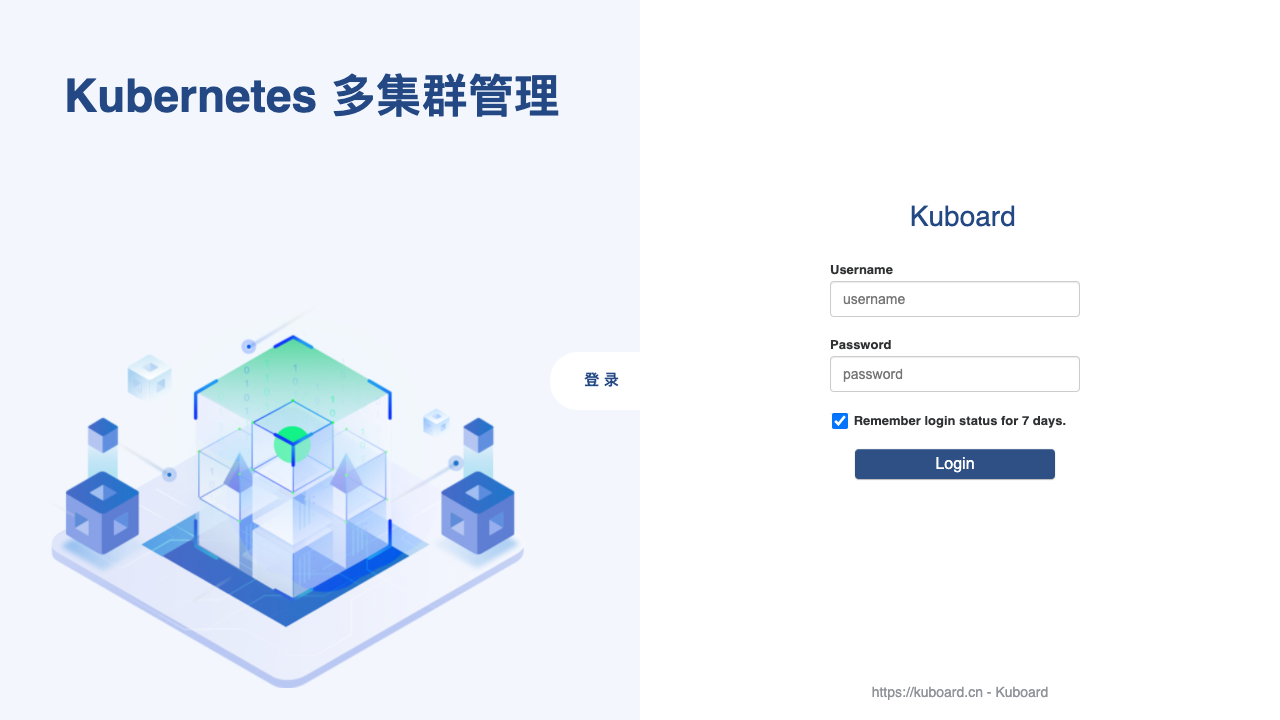 Kubernetes 多集群管理
登 录
Kuboard
Username
username
Password
password
Remember login status for 7 days.
Login
https://kuboard.cn - Kuboard